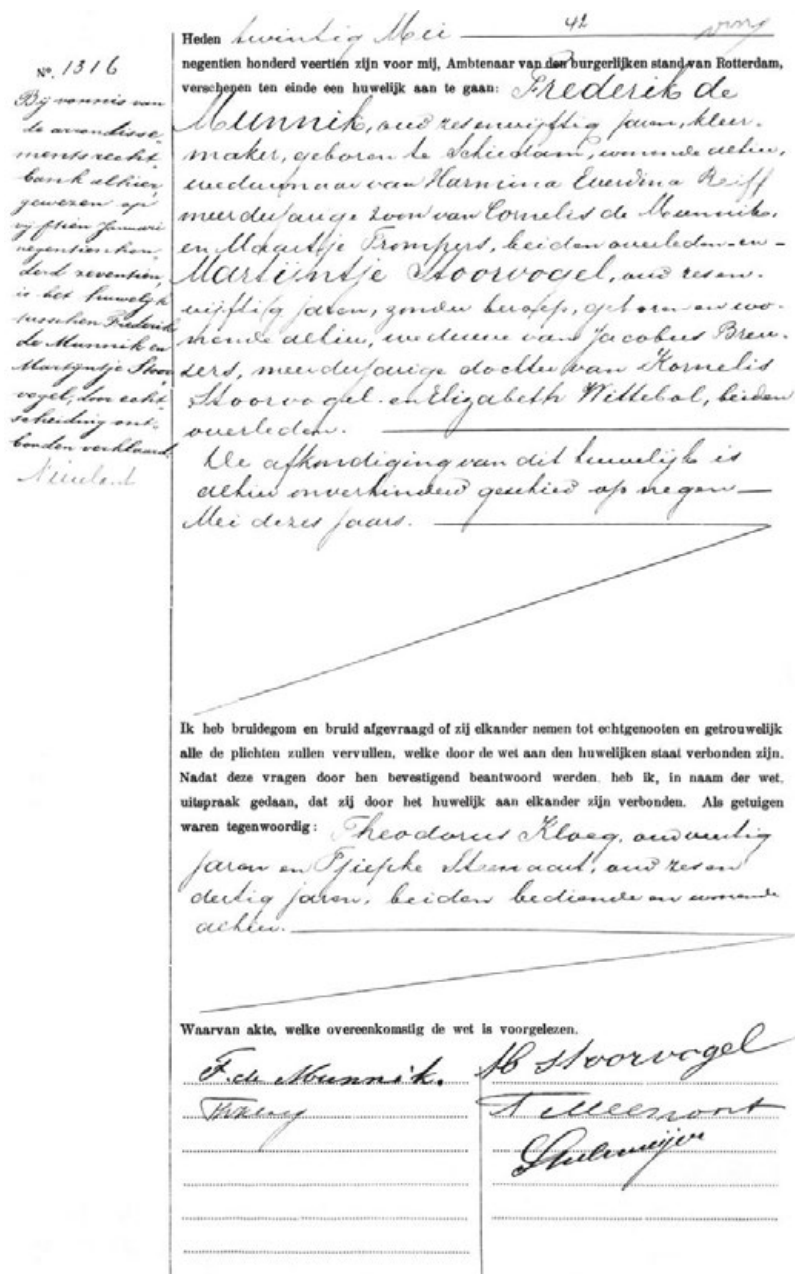 42
Heden twintig Mei
negentien honderd veertien zijn voor mij, Ambtenaar van den burgerlijken stand van Rotterdam,
verschenen ten einde een huwelijk aan te gaan: Frederik de
Munnik, oud zesenvijftig jaren, kleer-
maker, geboren te Schiedam, wonende alhier,
weduwnaar van Harmina Everdina Reiff
meerderjarige zoon van Cornelis de Munnik,
en Maartje Trompers, beiden overleden en
Martijntje Stoorvogel, oud zesen-
vijftig jaren, zonder beroep, geboren en wo-
nende alhier, weduwe van Jacobus Breu-
sers, meerderjarige dochter van Kornelis
Stoorvogel en Elizabeth Wittebol, beiden
overleden.
De afkondiging van dit huwelijk is
alhier onverhinderd geschied op negen
Mei dezes jaars.
Nº. 1316
Bij vonnis van
de arrondisse-
mentsrecht-
bank alhier
gewezen op
vijftien Januari
negentienhon-
derd zeventien,
is het huwelijk
tusschen Frederik
de Munnik en
Martijntje Stoor-
vogel, door echt-
scheiding ont-
bonden verklaard.
Ik heb bruidegom en bruid afgevraagd of zij elkander nemen tot echtgenooten en getrouwelijk
alle de plichten zullen vervullen, welke door de wet aan den huwelijken staat verbonden zijn.
Nadat deze vragen door hen bevestigend beantwoord werden, heb ik, in naam der wet,
uitspraak gedaan, dat zij door het huwelijk aan elkander zijn verbonden. Als getuigen
waren tegenwoordig: Theodorus Kloeg, oud
jaren en Tjiepke oud zesen
dertig jaren, beiden bediende en wonende
alhier.
Waarvan akte, welke overeenkomstig de wet is voorgelezen.
F. de Munnik. M Stoorvogel